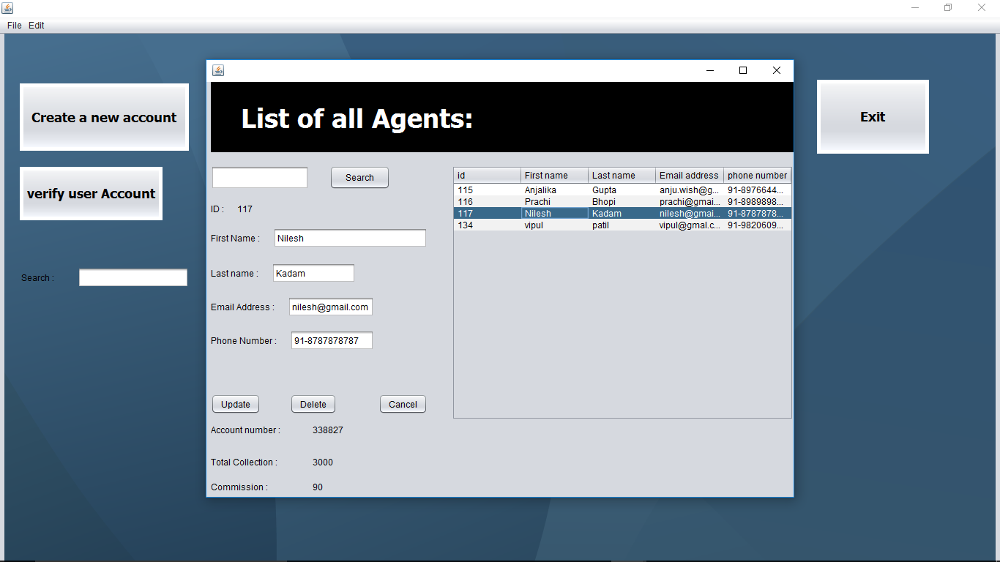 File Edit
Create a new account
verify user Account
Search :
Exit
List of all Agents:
Search
ID : 117
First Name : Nilesh
Last name : Kadam
Email Address : nilesh@gmail.com
Phone Number : 91-8787878787
Update Delete Cancel
Account number : 338827
Total Collection : 3000
Commission : 90
id First name Last name Email address phone number
115 Anjalika Gupta anju.wish@g... 91-8976644...
116 Prachi Bhopi prachi@gmai... 91-8989898...
117 Nilesh Kadam nilesh@gmai... 91-8787878...
134 vipul patil vipul@gmal.c... 91-9820609...